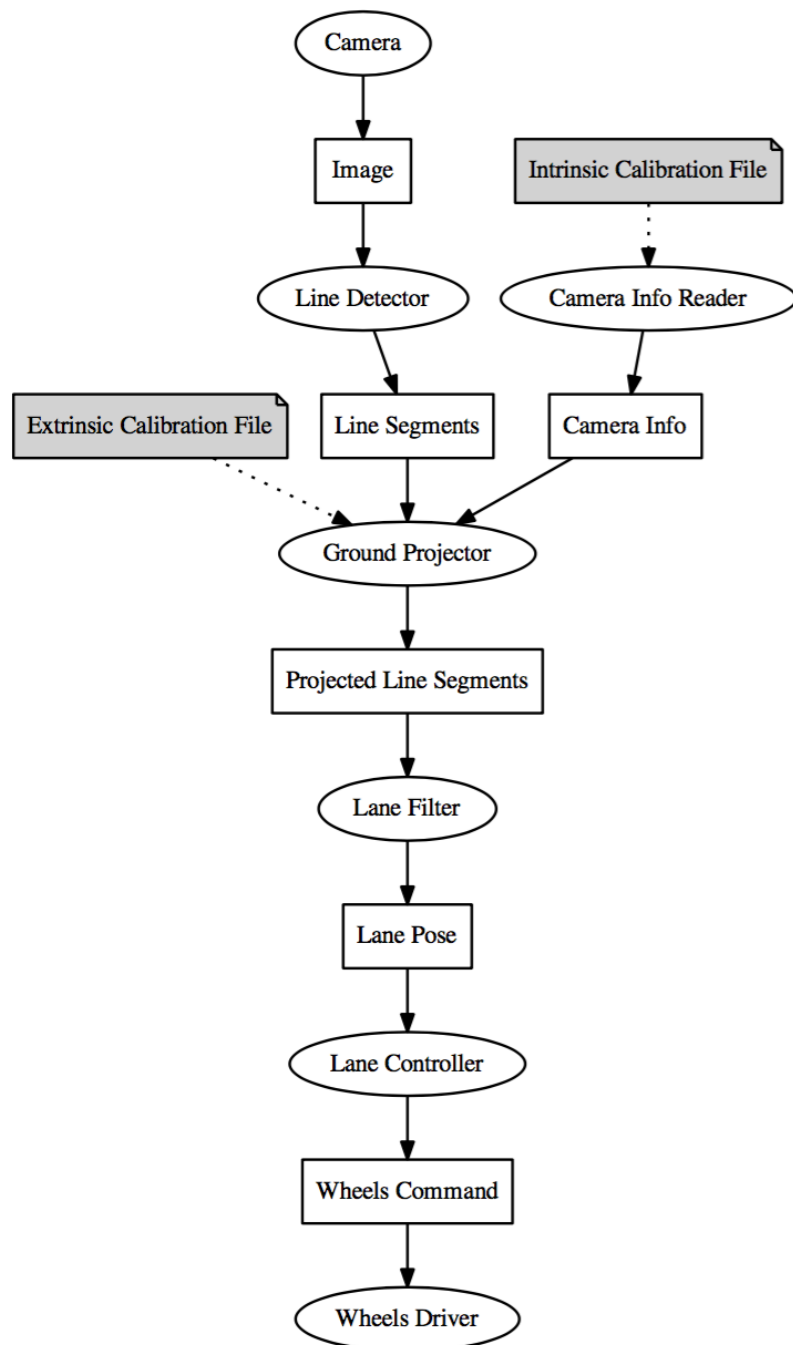 Camera
Image
Intrinsic Calibration File
Line Detector
Camera Info Reader
Extrinsic Calibration File
Line Segments
Camera Info
Ground Projector
Projected Line Segments
Lane Filter
Lane Pose
Lane Controller
Wheels Command
Wheels Driver